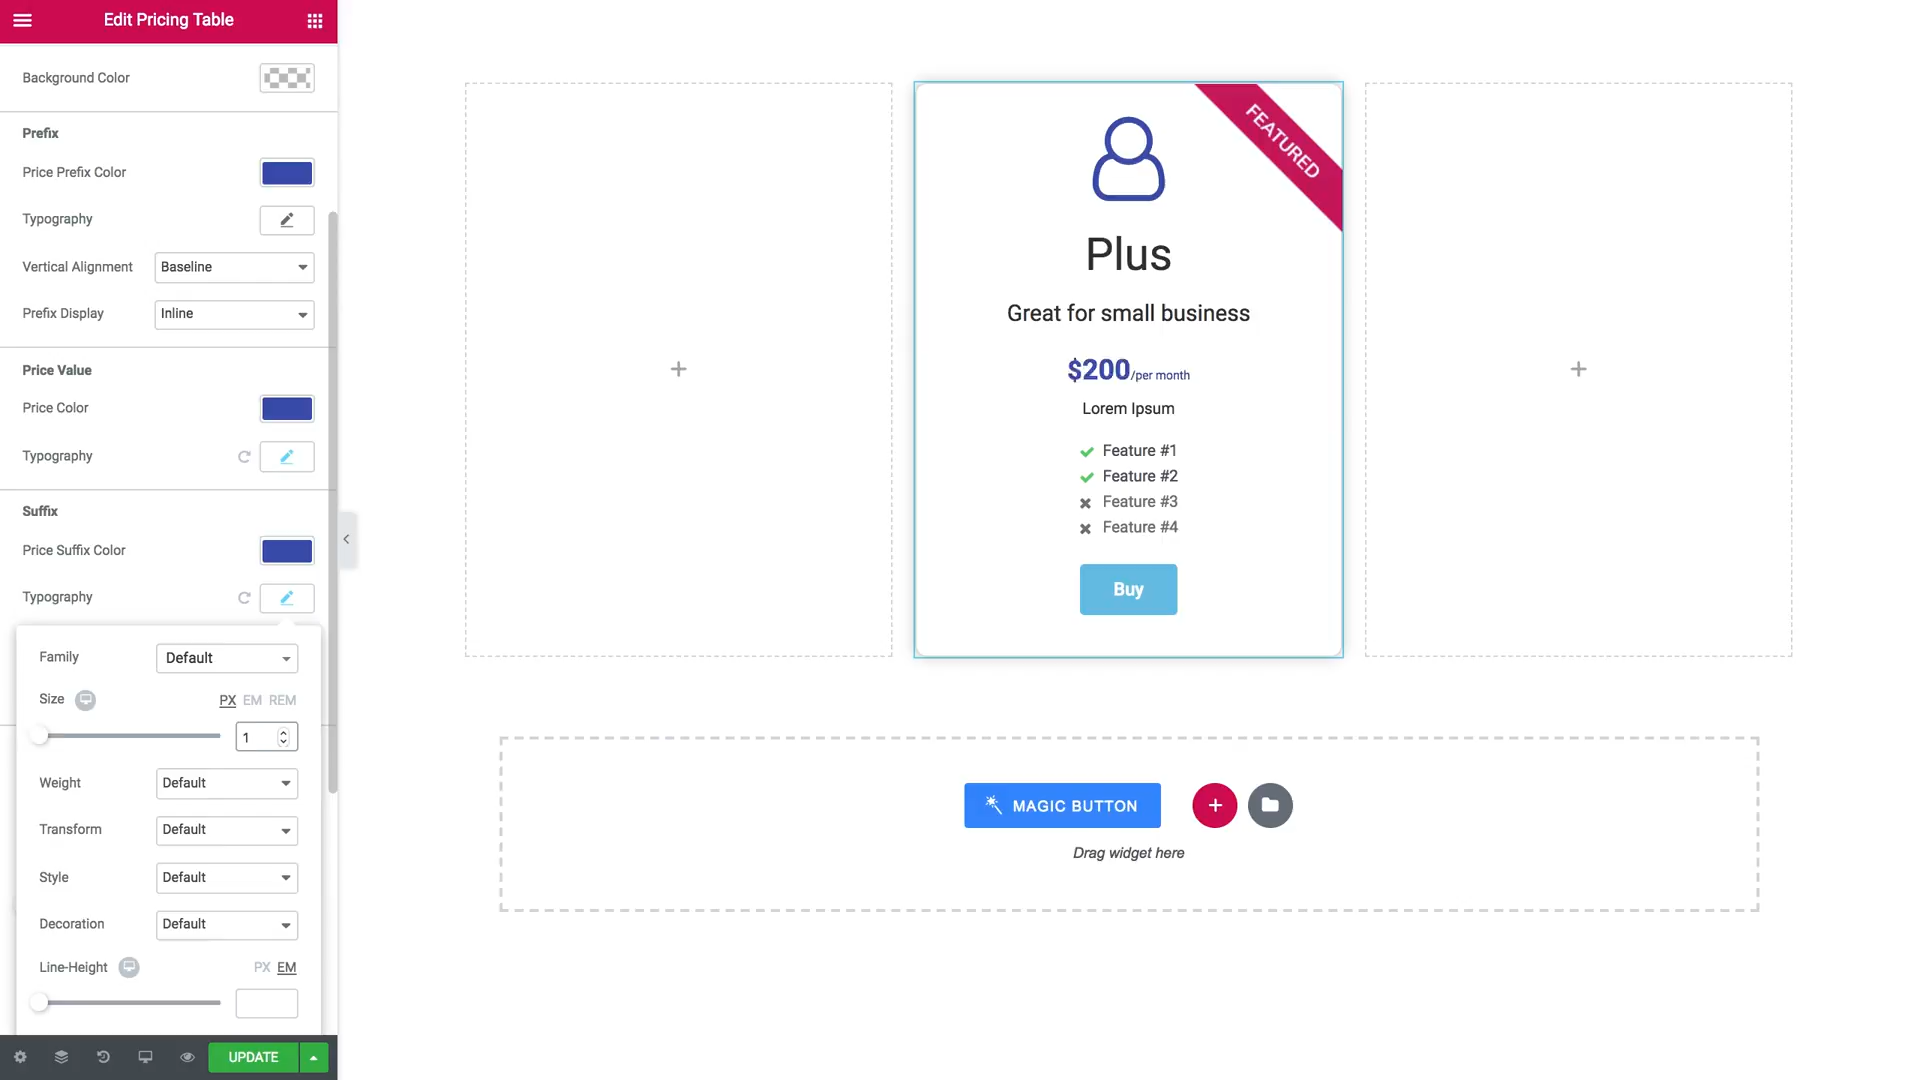 Edit Pricing Table
Background Color
Prefix
Price Prefix Color
Typography
Vertical Alignment Baseline
Prefix Display Inline
Price Value
Price Color
Typography
Suffix
Price Suffix Color
Typography
Family Default
Size PX EM REM
1
Weight Default
Transform Default
Style Default
Decoration Default
Line-Height PX EM
UPDATE
FEATURED
Plus
Great for small business
$200/per month
Lorem Ipsum
Feature #1
Feature #2
Feature #3
Feature #4
Buy
MAGIC BUTTON
Drag widget here